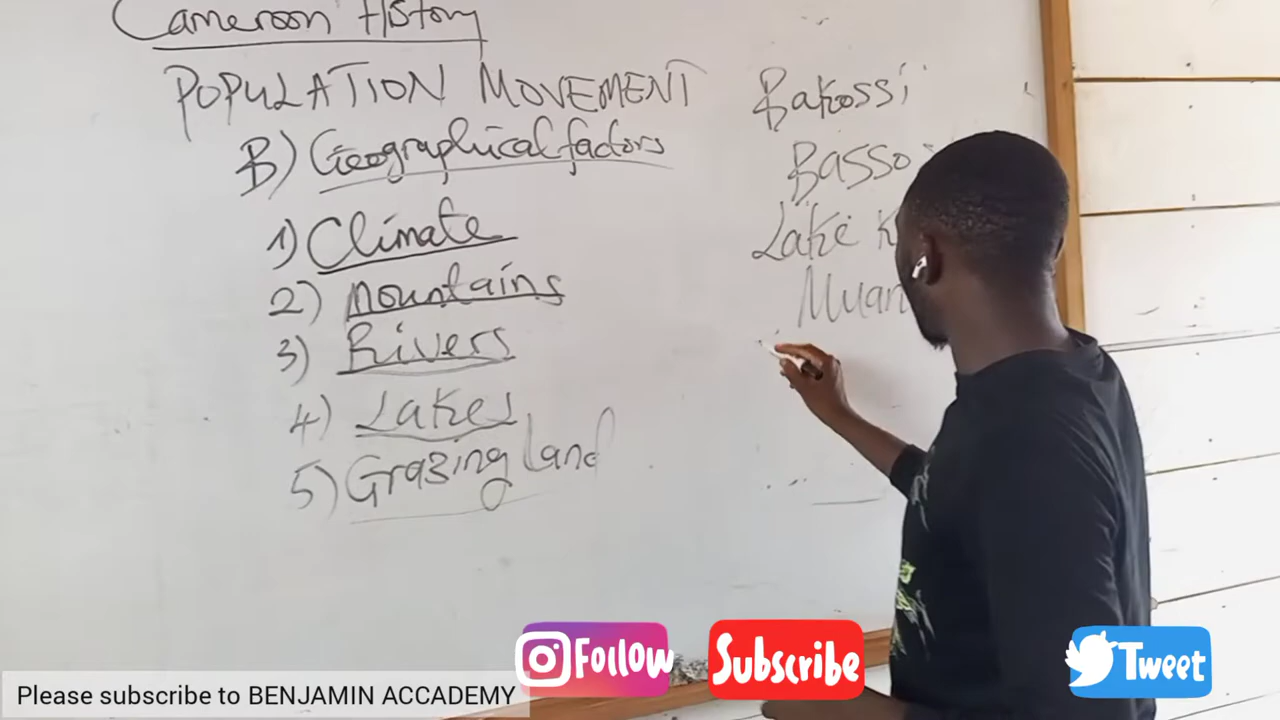 Cameroon History
POPULATION MOVEMENT
B) Geographical factors
1) Climate
2) Mountains
3) Rivers
4) Lakes
5) Grazing land
Bakossi
Lake
Follow
Subscribe
Tweet
Please subscribe to BENJAMIN ACCADEMY